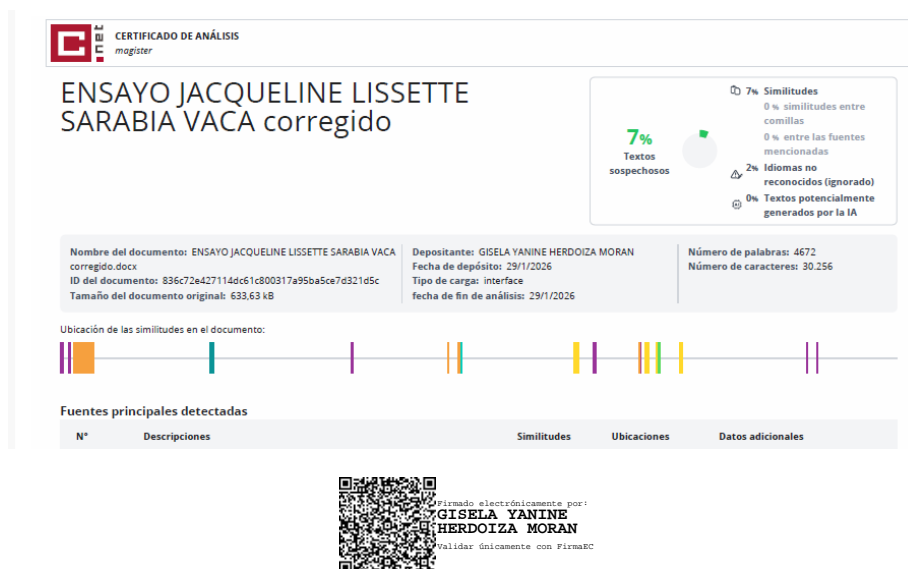 C
inet
CERTIFICADO DE ANÁLISIS
magister
ENSAYO JACQUELINE LISSETTE
SARABIA VACA corregido
7%
Textos
sospechosos
7% Similitudes
0 % similitudes entre
comillas
0 % entre las fuentes
mencionadas
2% Idiomas no
reconocidos (ignorado)
0% Textos potencialmente
generados por la IA
Nombre del documento: ENSAYO JACQUELINE LISSETTE SARABIA VACA
corregido.docx
ID del documento: 836c72e427114dc61c800317a95ba5ce7d321d5c
Tamaño del documento original: 633,63 kB
Depositante: GISELA YANINE HERDOIZA MORAN
Fecha de depósito: 29/1/2026
Tipo de carga: interface
fecha de fin de análisis: 29/1/2026
Número de palabras: 4672
Número de caracteres: 30.256
Ubicación de las similitudes en el documento:
Fuentes principales detectadas
N° Descripciones Similitudes Ubicaciones Datos adicionales
Firmado electrónicamente por:
GISELA YANINE
HERDOIZA MORAN
Validar únicamente con FirmaEC